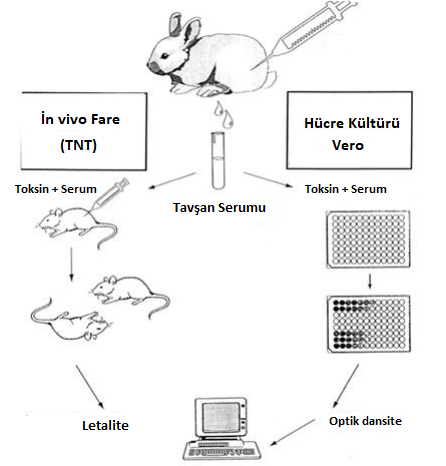 İn vivo Fare
(TNT)
Hücre Kültürü
Vero
Toksin + Serum
Tavşan Serumu
Toksin + Serum
Letalite
Optik dansite